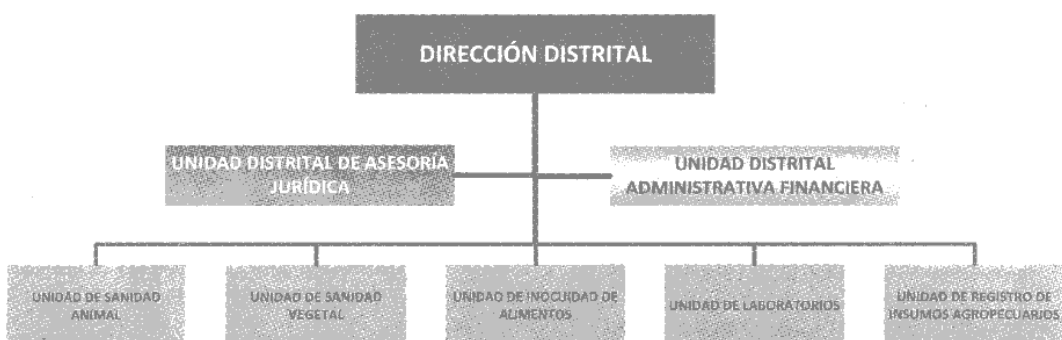 DIRECCIÓN DISTRITAL
UNIDAD DISTRITAL DE ASESORÍA
JURÍDICA
UNIDAD DISTRITAL
ADMINISTRATIVA FINANCIERA
UNIDAD DE SANIDAD
ANIMAL
UNIDAD DE SANIDAD
VEGETAL
UNIDAD DE INOCUIDAD DE
ALIMENTOS
UNIDAD DE LABORATORIOS
UNIDAD DE REGISTRO DE
INSUMOS AGROPECUARIOS